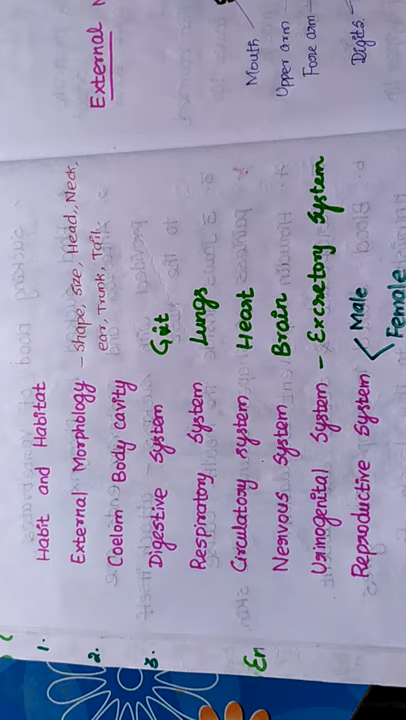 1. Habit and Habitat
2. External Morphology - Shape, Size, Head, Neck,
ear, Trunk, Tail.
Coelom Body cavity
3. Digestive System Gut
Respiratory System Lungs
Circulatory System Heart
En
Nervous System Brain
Urinogenital System - Excretory System
Reproductive System < Male
Female
External
Mouth
Upper arm
Fore arm
Digits